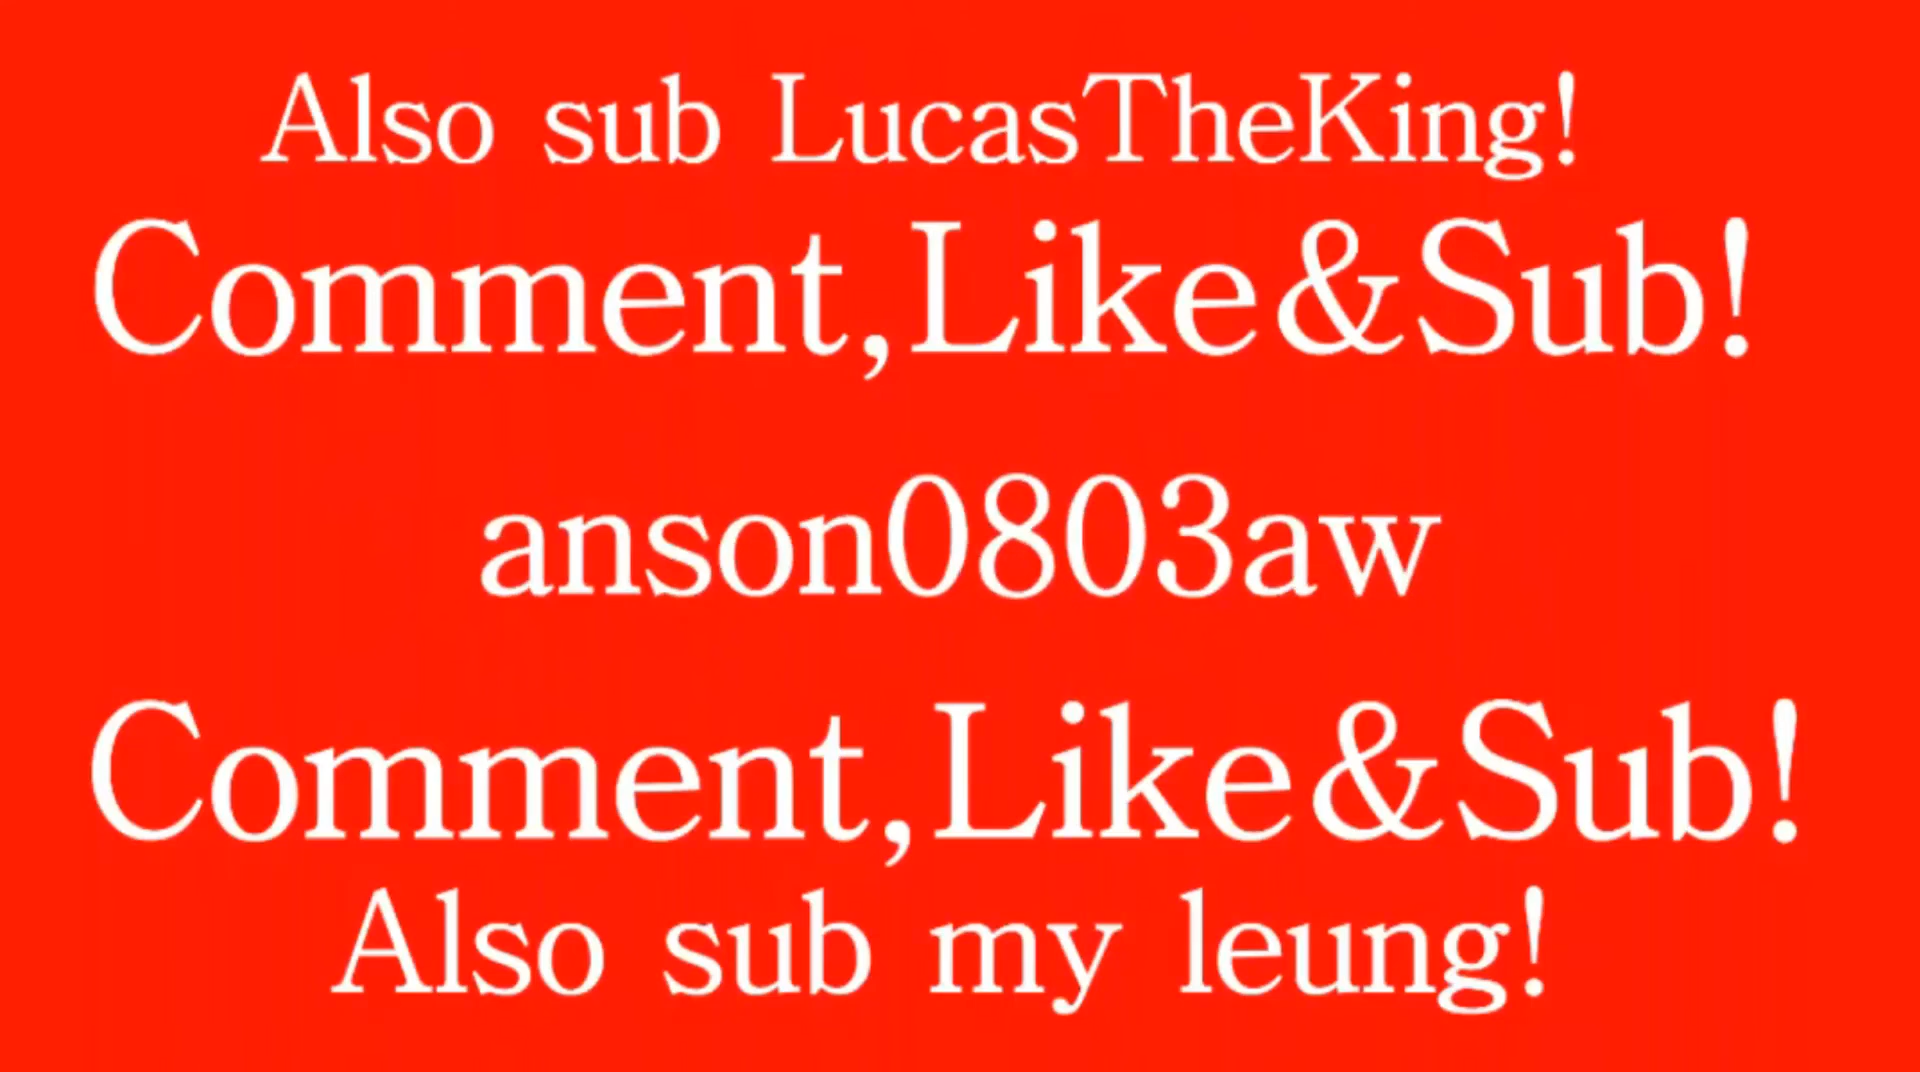 Also sub LucasTheKing!
Comment,Like&Sub!
anson0803aw
Comment,Like&Sub!
Also sub my leung!